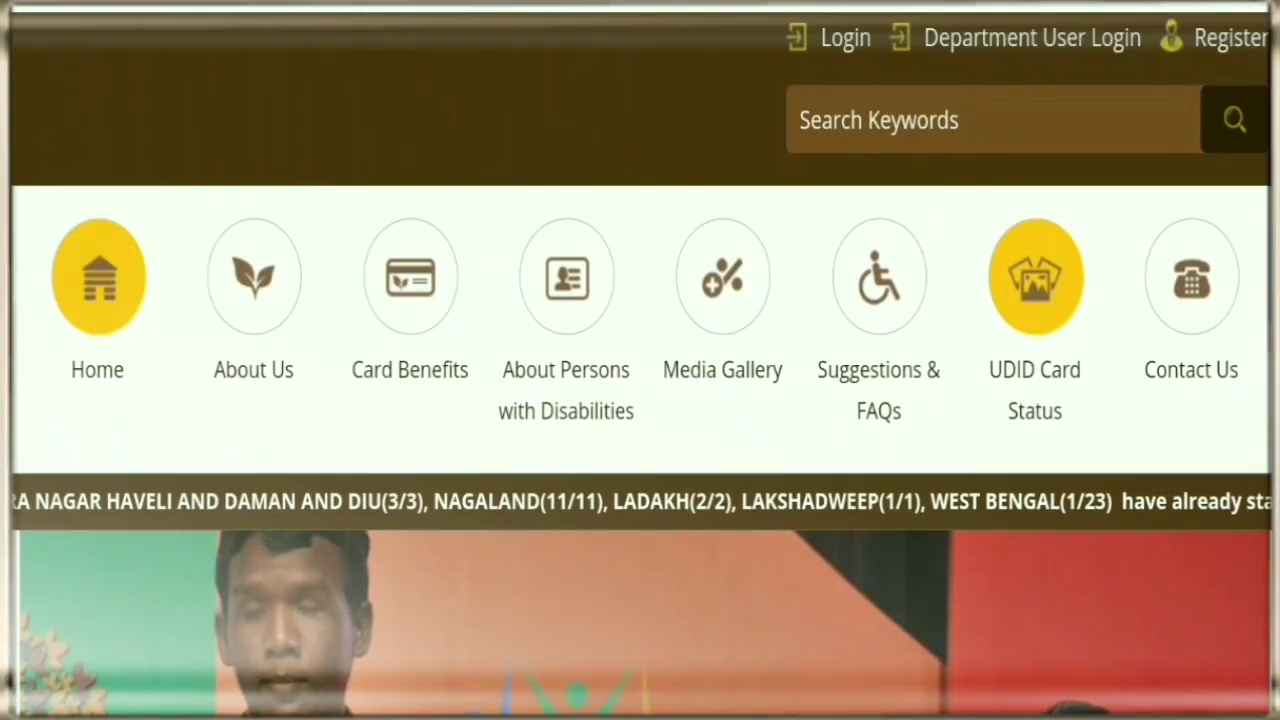 Login Department User Login Register
Search Keywords
Home About Us Card Benefits About Persons with Disabilities Media Gallery Suggestions & FAQs UDID Card Status Contact Us
NAGAR HAVELI AND DAMAN AND DIU(3/3), NAGALAND(11/11), LADAKH(2/2), LAKSHADWEEP(1/1), WEST BENGAL(1/23) have already